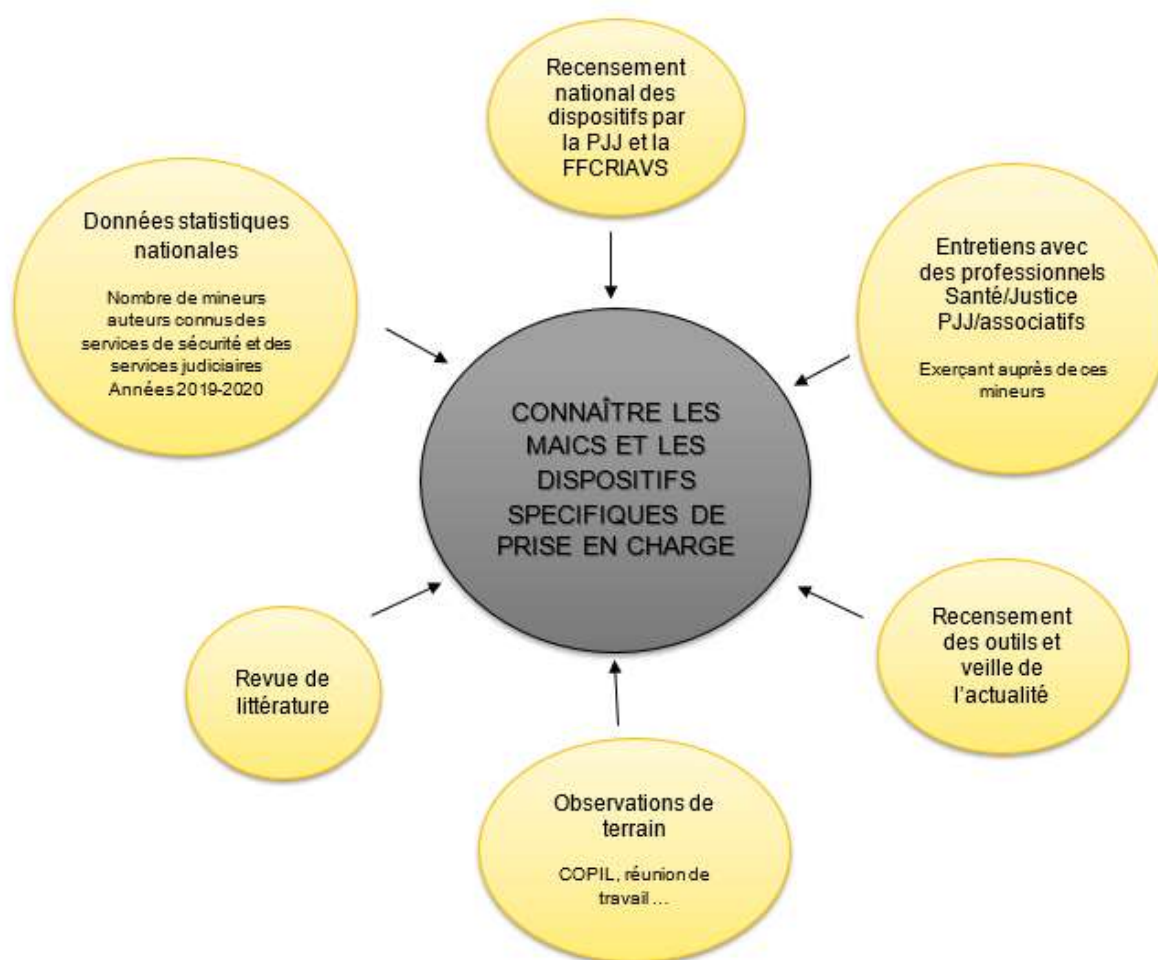 Recensement
national des
dispositifs par
la PJJ et la
FFCRIAVS
Données statistiques
nationales
Nombre de mineurs
auteurs connus des
services de sécurité et des
services judiciaires
Années 2019-2020
Entretiens avec
des professionnels
Santé/Justice
PJJ/associatifs
Exerçant auprès de ces
mineurs
CONNAÎTRE LES
MAICS ET LES
DISPOSITIFS
SPECIFIQUES DE
PRISE EN CHARGE
Revue de
littérature
Recensement
des outils et
veille de
l'actualité
Observations de
terrain
COPIL, réunion de
travail ...